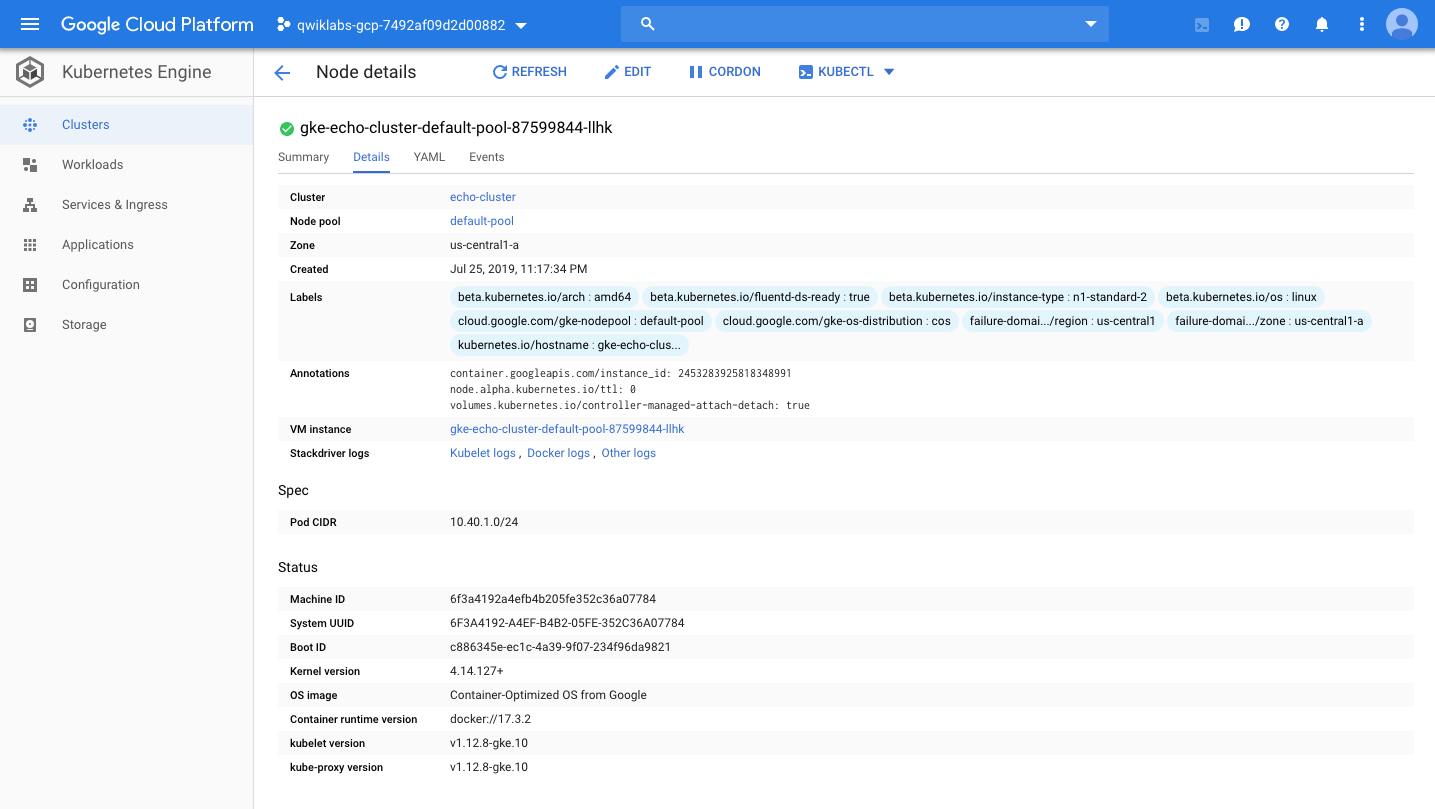 Google Cloud Platform qwiklabs-gcp-7492af09d2d00882
Kubernetes Engine
Node details REFRESH EDIT CORDON KUBECTL
Clusters
Workloads
Services & Ingress
Applications
Configuration
Storage
gke-echo-cluster-default-pool-87599844-llhk
Summary Details YAML Events
Cluster echo-cluster
Node pool default-pool
Zone us-central1-a
Created Jul 25, 2019, 11:17:34 PM
Labels beta.kubernetes.io/arch : amd64 beta.kubernetes.io/fluentd-ds-ready : true beta.kubernetes.io/instance-type : n1-standard-2 beta.kubernetes.io/os : linux
cloud.google.com/gke-nodepool : default-pool cloud.google.com/gke-os-distribution : cos failure-domai.../region : us-central1 failure-domai.../zone : us-central1-a
kubernetes.io/hostname : gke-echo-clus...
Annotations container.googleapis.com/instance_id: 2453283925818348991
node.alpha.kubernetes.io/ttl: 0
volumes.kubernetes.io/controller-managed-attach-detach: true
VM instance gke-echo-cluster-default-pool-87599844-llhk
Stackdriver logs Kubelet logs , Docker logs , Other logs
Spec
Pod CIDR 10.40.1.0/24
Status
Machine ID 6f3a4192a4efb4b205fe352c36a07784
System UUID 6F3A4192-A4EF-B4B2-05FE-352C36A07784
Boot ID c886345e-ec1c-4a39-9f07-234f96da9821
Kernel version 4.14.127+
OS image Container-Optimized OS from Google
Container runtime version docker://17.3.2
kubelet version v1.12.8-gke.10
kube-proxy version v1.12.8-gke.10